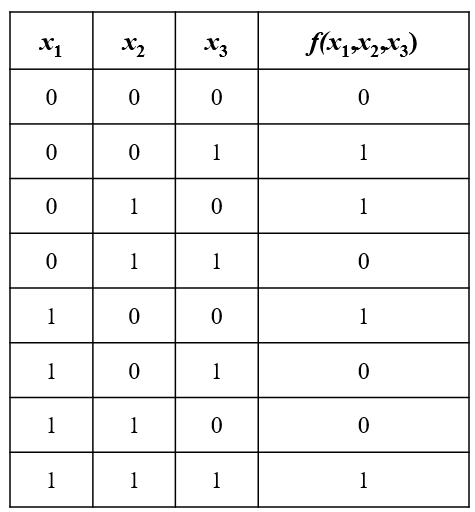 x₁ x₂ x₃ f(x₁,x₂,x₃)
0 0 0 0
0 0 1 1
0 1 0 1
0 1 1 0
1 0 0 1
1 0 1 0
1 1 0 0
1 1 1 1